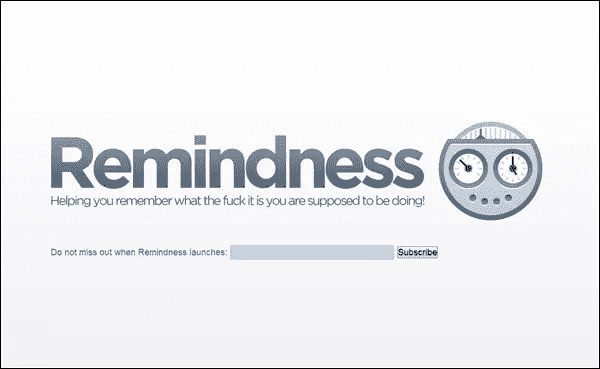 Remindness
Helping you remember what the fuck it is you are supposed to be doing!
Do not miss out when Remindness launches: Subscribe